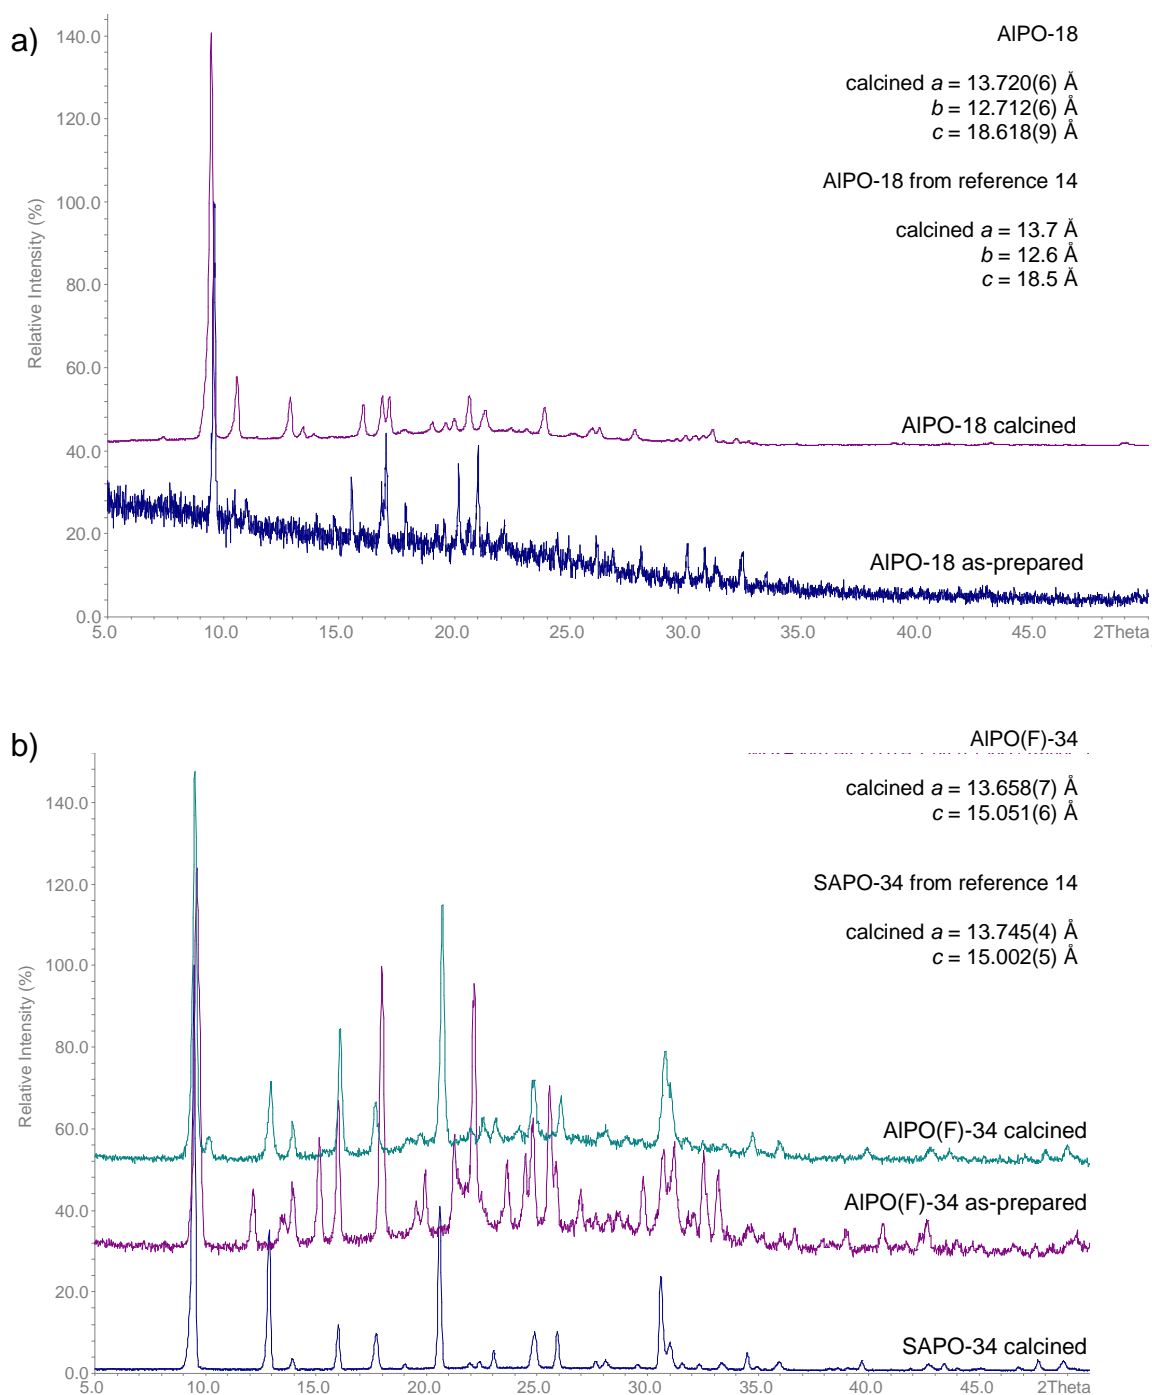 a)
AlPO-18
calcined a = 13.720(6) Å
b = 12.712(6) Å
c = 18.618(9) Å
AlPO-18 from reference 14
calcined a = 13.7 Å
b = 12.6 Å
c = 18.5 Å
Relative Intensity (%)
140.0
120.0
100.0
80.0
60.0
40.0
20.0
0.0
AlPO-18 calcined
AlPO-18 as-prepared
5.0 10.0 15.0 20.0 25.0 30.0 35.0 40.0 45.0 2Theta
b)
AlPO(F)-34
calcined a = 13.658(7) Å
c = 15.051(6) Å
SAPO-34 from reference 14
calcined a = 13.745(4) Å
c = 15.002(5) Å
Relative Intensity (%)
140.0
120.0
100.0
80.0
60.0
40.0
20.0
0.0
AlPO(F)-34 calcined
AlPO(F)-34 as-prepared
SAPO-34 calcined
5.0 10.0 15.0 20.0 25.0 30.0 35.0 40.0 45.0 2Theta